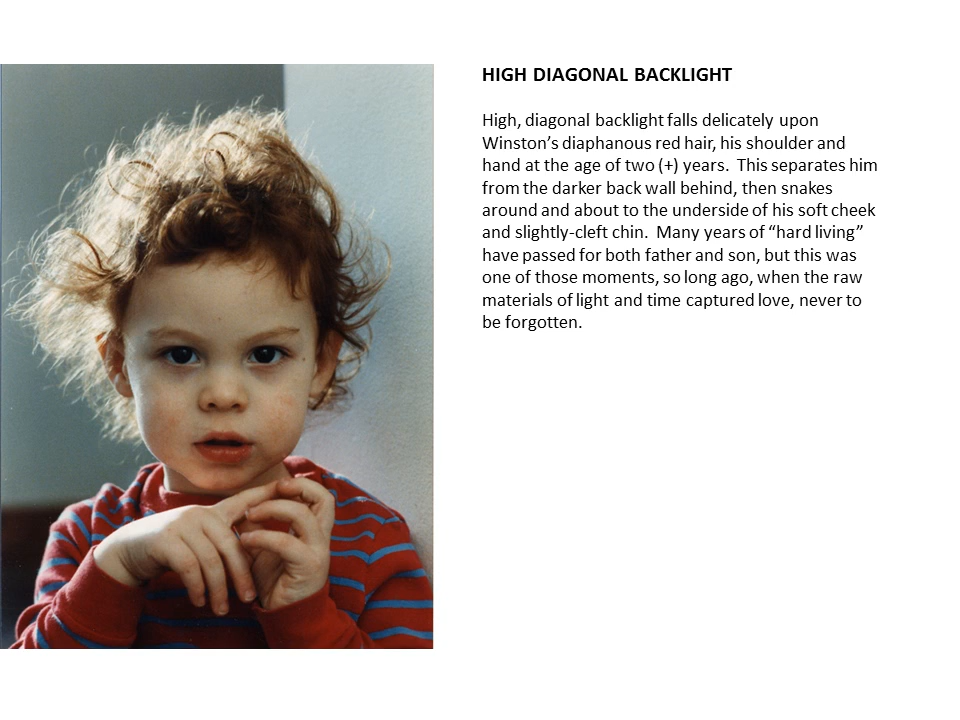 HIGH DIAGONAL BACKLIGHT
High, diagonal backlight falls delicately upon
Winston’s diaphanous red hair, his shoulder and
hand at the age of two (+) years.  This separates him
from the darker back wall behind, then snakes
around and about to the underside of his soft cheek
and slightly-cleft chin.  Many years of “hard living”
have passed for both father and son, but this was
one of those moments, so long ago, when the raw
materials of light and time captured love, never to
be forgotten.